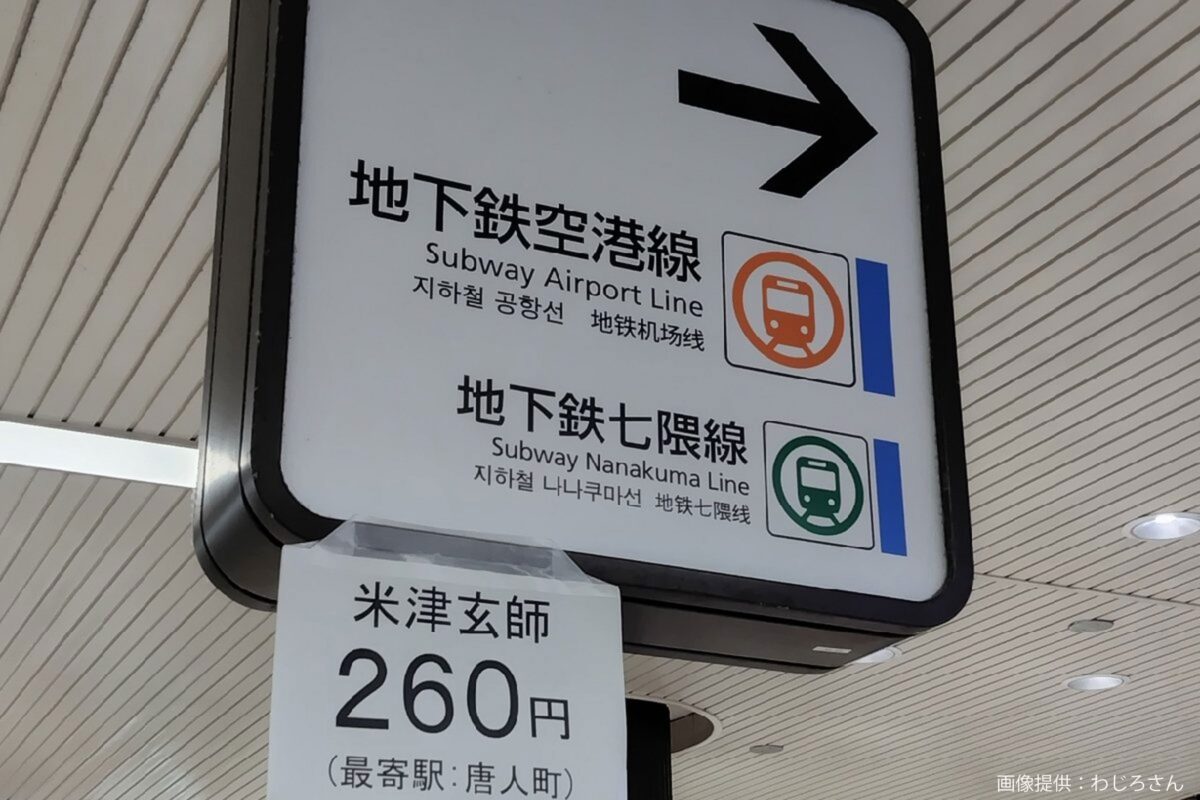 地下鉄空港線
Subway Airport Line
지하철 공항선 地铁机场线
地下鉄七隈線
Subway Nanakuma Line
지하철 나나쿠마선 地铁七隈线
米津玄師
260円
(最寄駅:唐人町)
画像提供：わじろさん